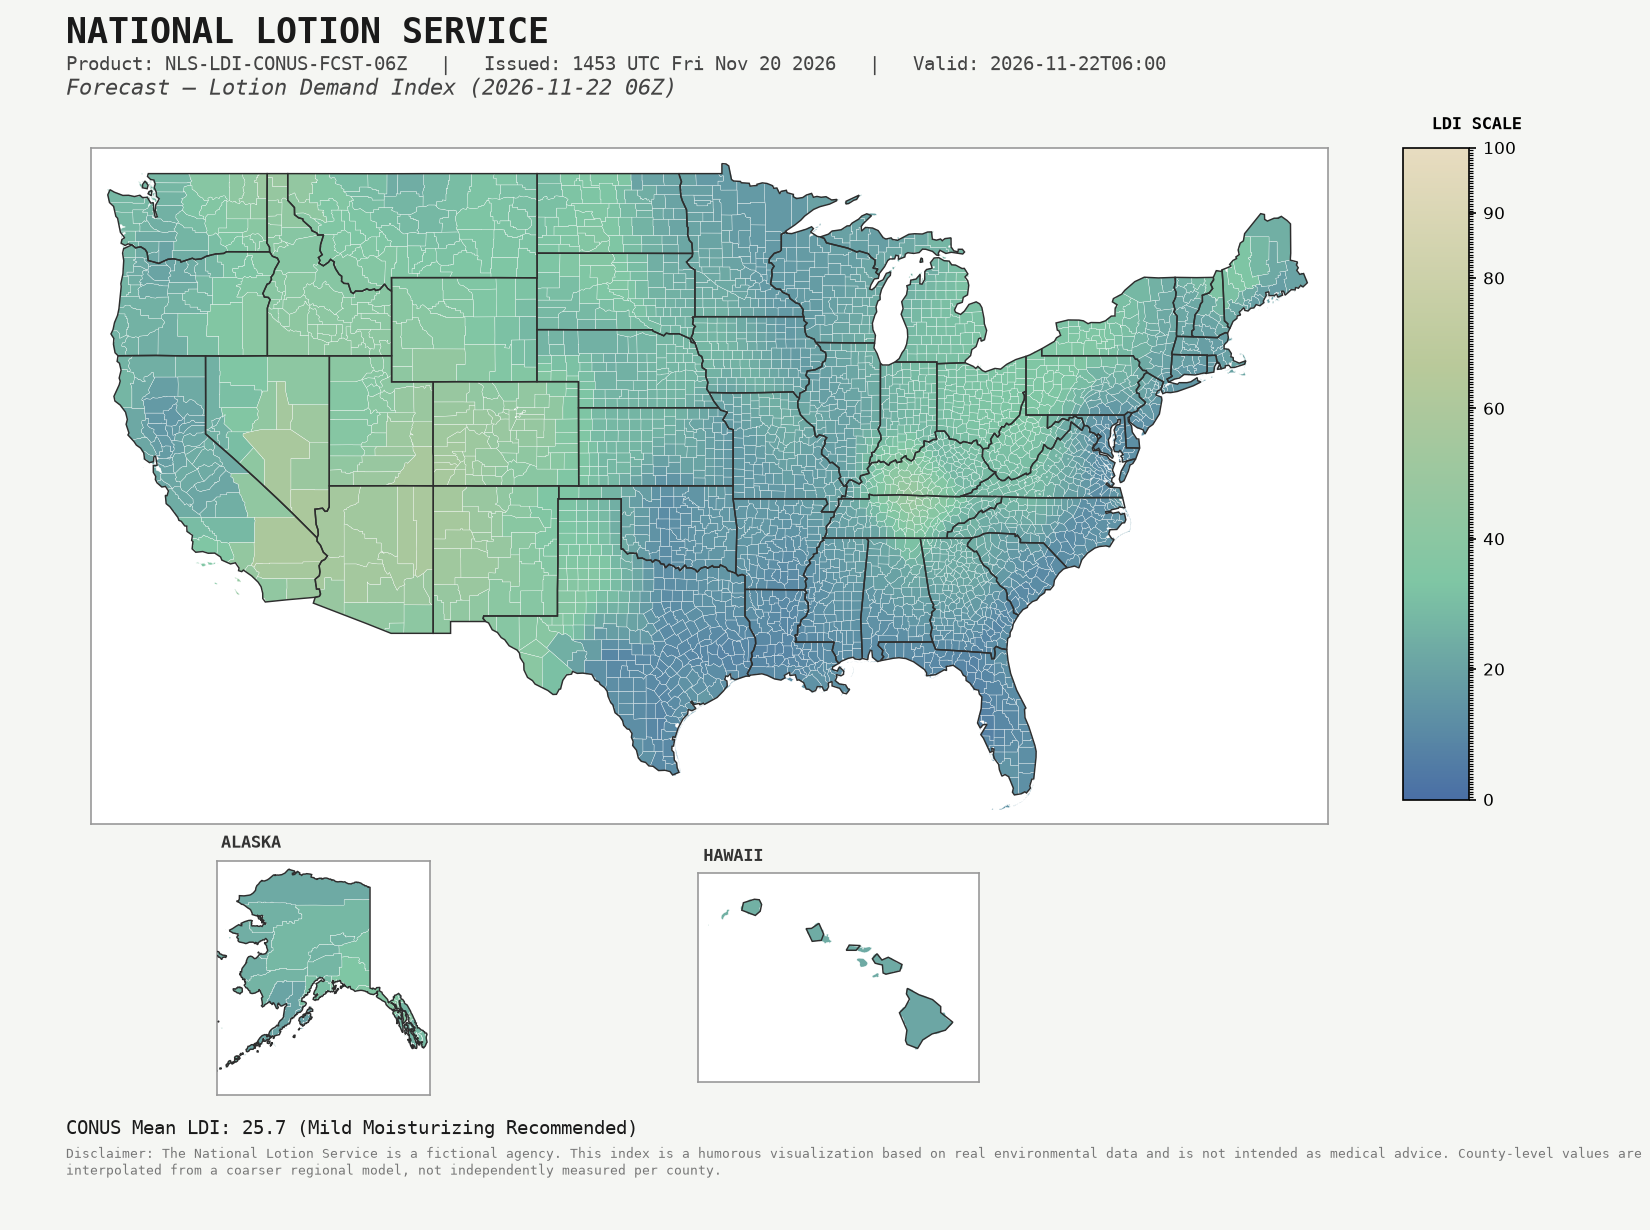 NATIONAL LOTION SERVICE
Product: NLS-LDI-CONUS-FCST-06Z | Issued: 1453 UTC Fri Nov 20 2026 | Valid: 2026-11-22T06:00
Forecast — Lotion Demand Index (2026-11-22 06Z)
LDI SCALE
100
90
80
60
40
20
0
ALASKA
HAWAII
CONUS Mean LDI: 25.7 (Mild Moisturizing Recommended)
Disclaimer: The National Lotion Service is a fictional agency. This index is a humorous visualization based on real environmental data and is not intended as medical advice. County-level values are
interpolated from a coarser regional model, not independently measured per county.